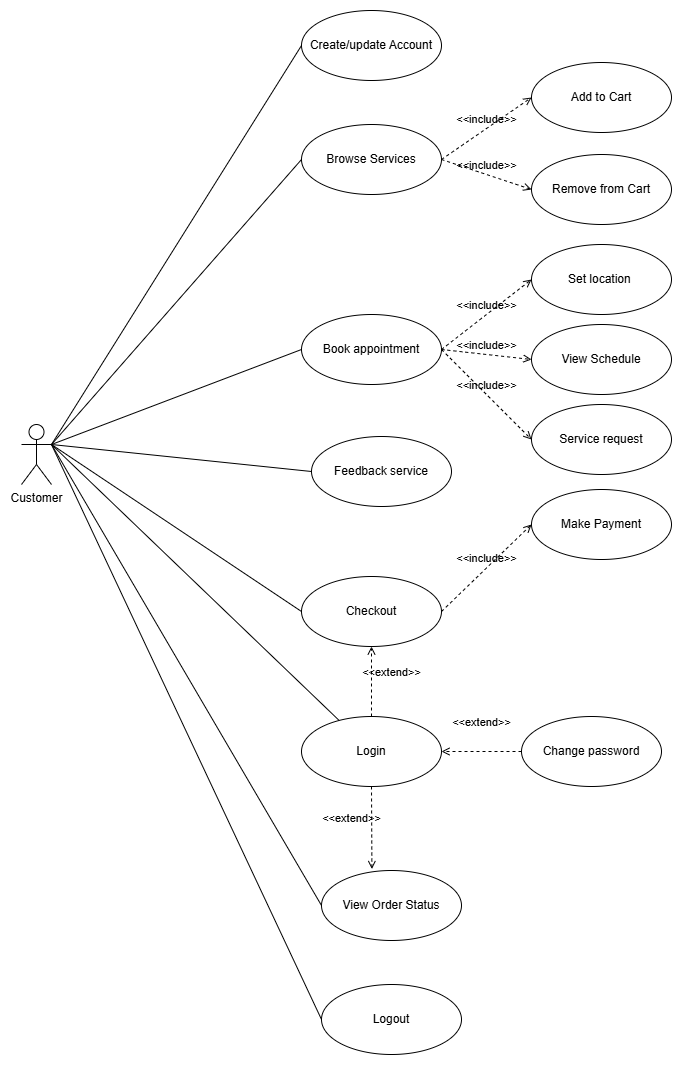 Create/update Account
Add to Cart
<<include>>
Browse Services
<<include>>
Remove from Cart
Set location
<<include>>
Book appointment
<<include>>
View Schedule
<<include>>
Service request
Customer
Feedback service
Make Payment
<<include>>
Checkout
<<extend>>
<<extend>>
Login
Change password
<<extend>>
View Order Status
Logout